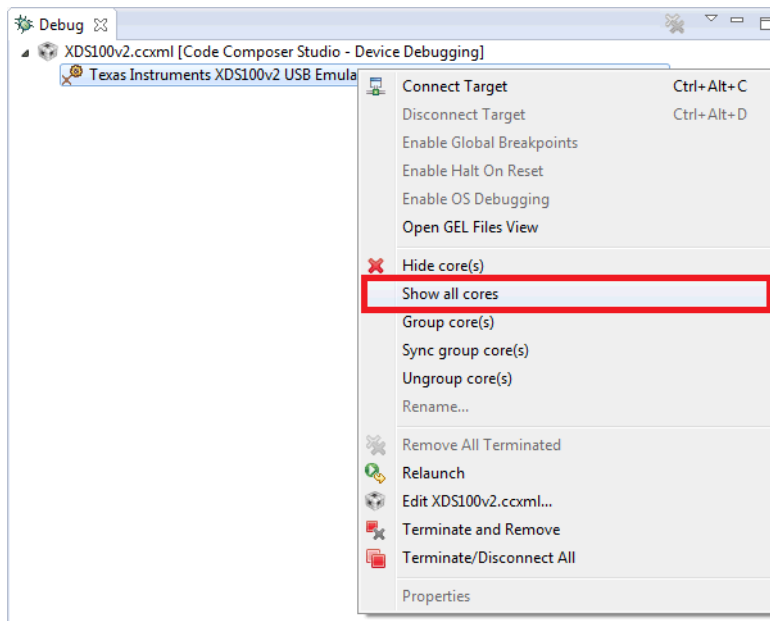 Debug
XDS100v2.ccxml [Code Composer Studio - Device Debugging]
Texas Instruments XDS100v2 USB Emula
Connect Target Ctrl+Alt+C
Disconnect Target Ctrl+Alt+D
Enable Global Breakpoints
Enable Halt On Reset
Enable OS Debugging
Open GEL Files View
Hide core(s)
Show all cores
Group core(s)
Sync group core(s)
Ungroup core(s)
Rename...
Remove All Terminated
Relaunch
Edit XDS100v2.ccxml...
Terminate and Remove
Terminate/Disconnect All
Properties